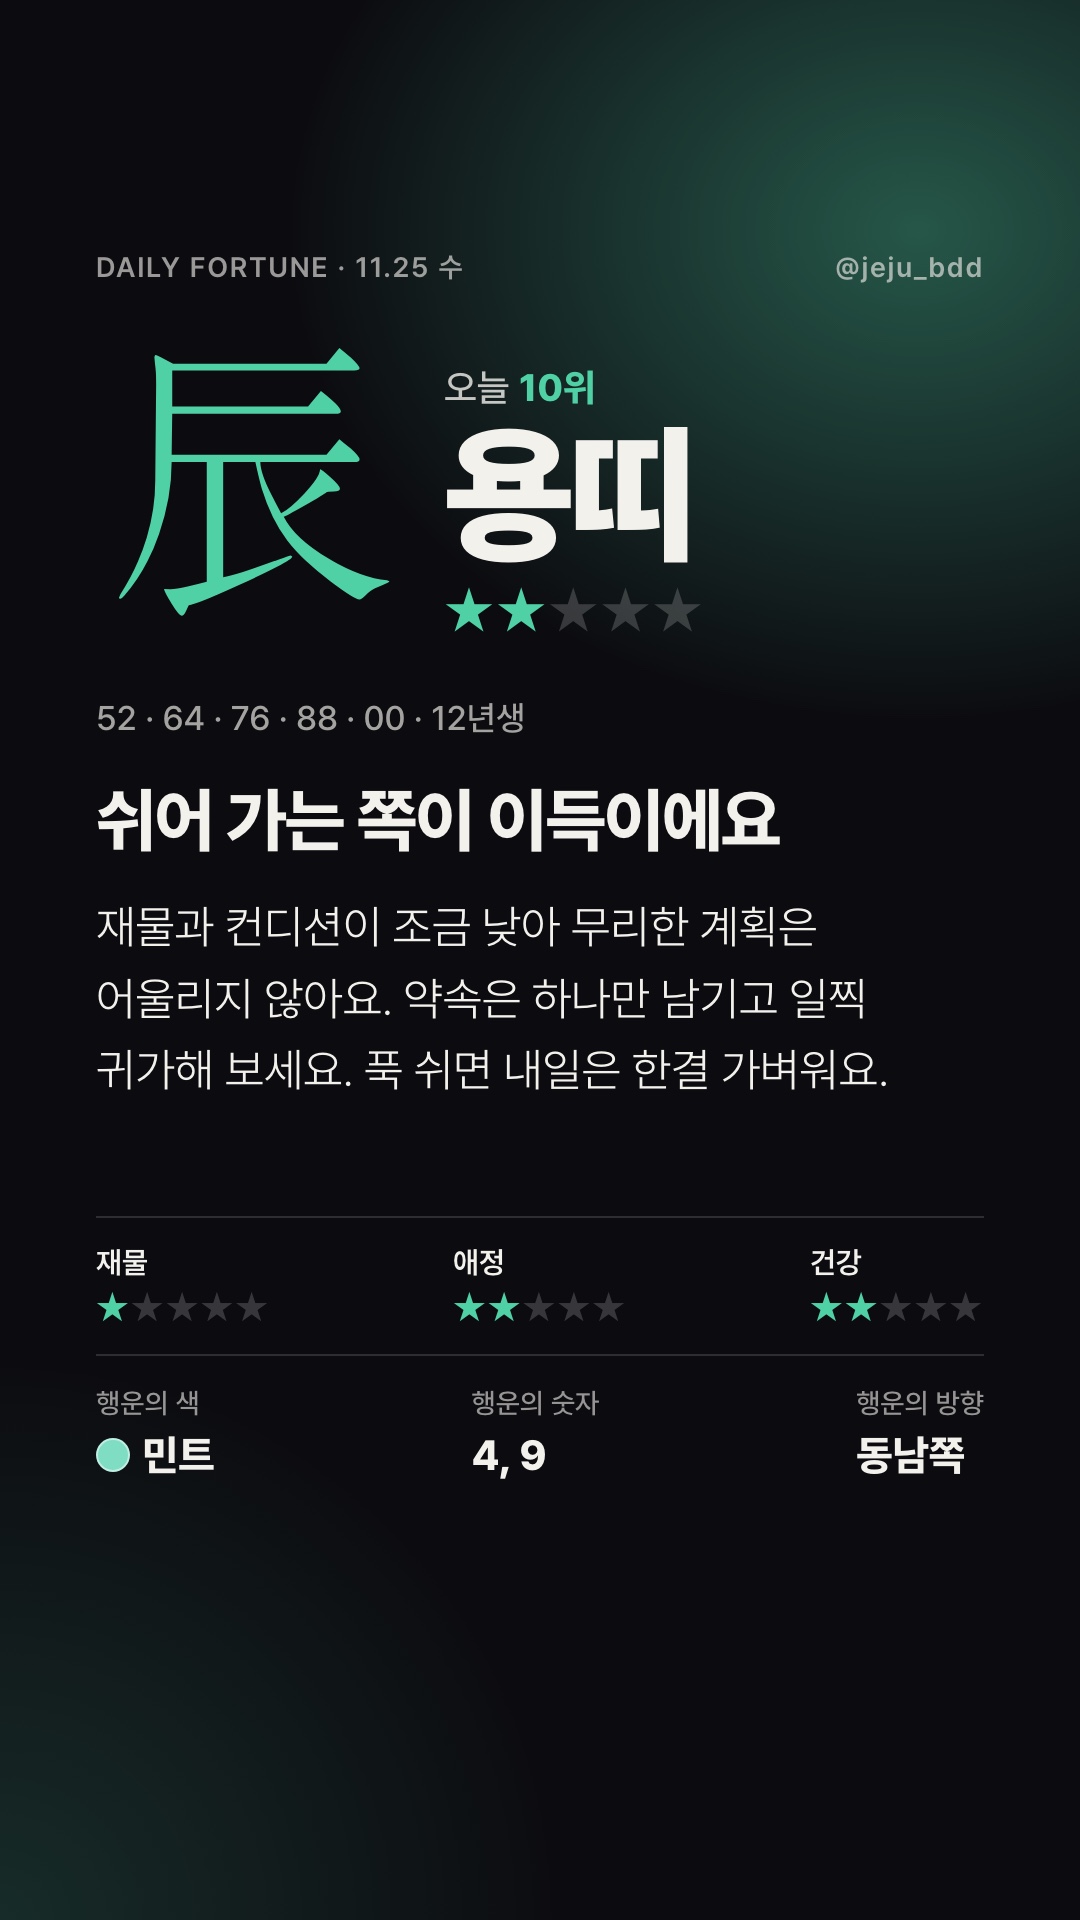 DAILY FORTUNE · 11.25 수
@jeju_bdd
辰
오늘 10위
용띠
★★★★★
52 · 64 · 76 · 88 · 00 · 12년생
쉬어 가는 쪽이 이득이에요
재물과 컨디션이 조금 낮아 무리한 계획은
어울리지 않아요. 약속은 하나만 남기고 일찍
귀가해 보세요. 푹 쉬면 내일은 한결 가벼워요.
재물 애정 건강
★★★★★ ★★★★★ ★★★★★
행운의 색 행운의 숫자 행운의 방향
민트 4, 9 동남쪽